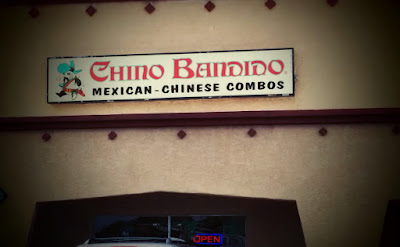 CHINO BANDIDO
MEXICAN-CHINESE COMBOS
OPEN